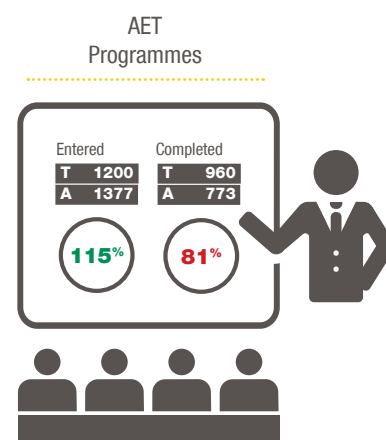 AET
Programmes
Entered Completed
T 1200 T 960
A 1377 A 773
115% 81%